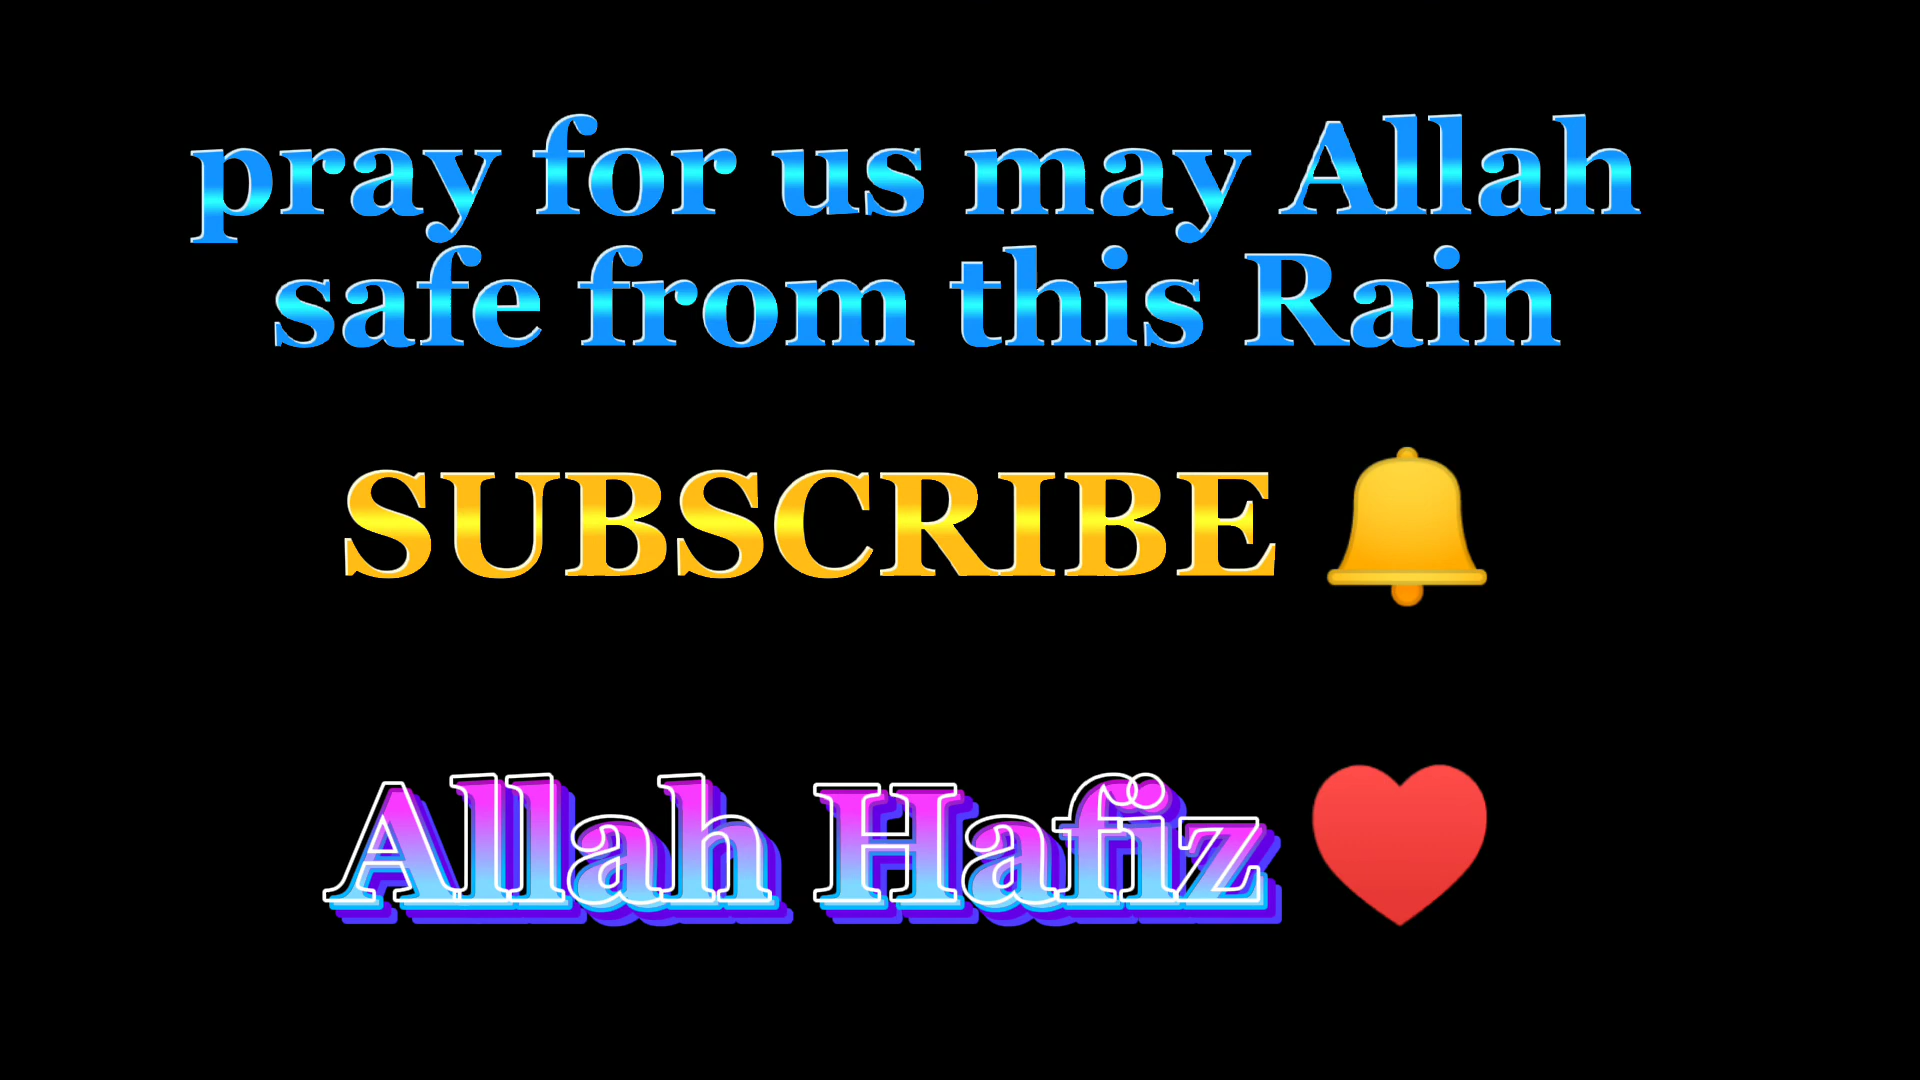 pray for us may Allah
safe from this Rain
SUBSCRIBE 🔔
Allah Hafiz ♥️